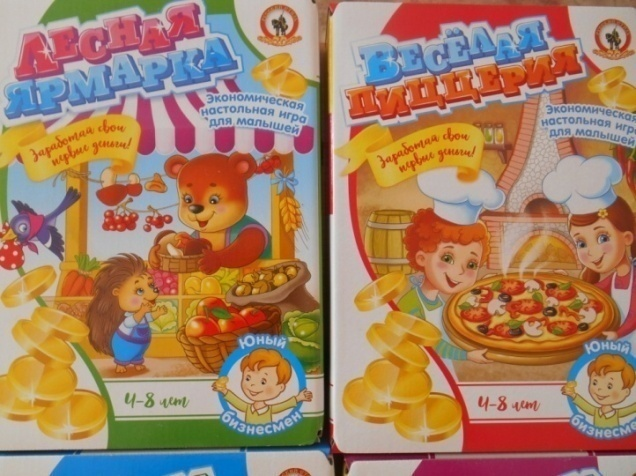 Лесная
Ярмарка
Экономическая
настольная игра
для малышей
Заработай свои
первые деньги!
4-8 лет
Юный
бизнесмен
Весёлая
пиццерия
Экономическая
настольная игра
для малышей
Заработай свои
первые деньги!
4-8 лет
Юный
бизнесмен